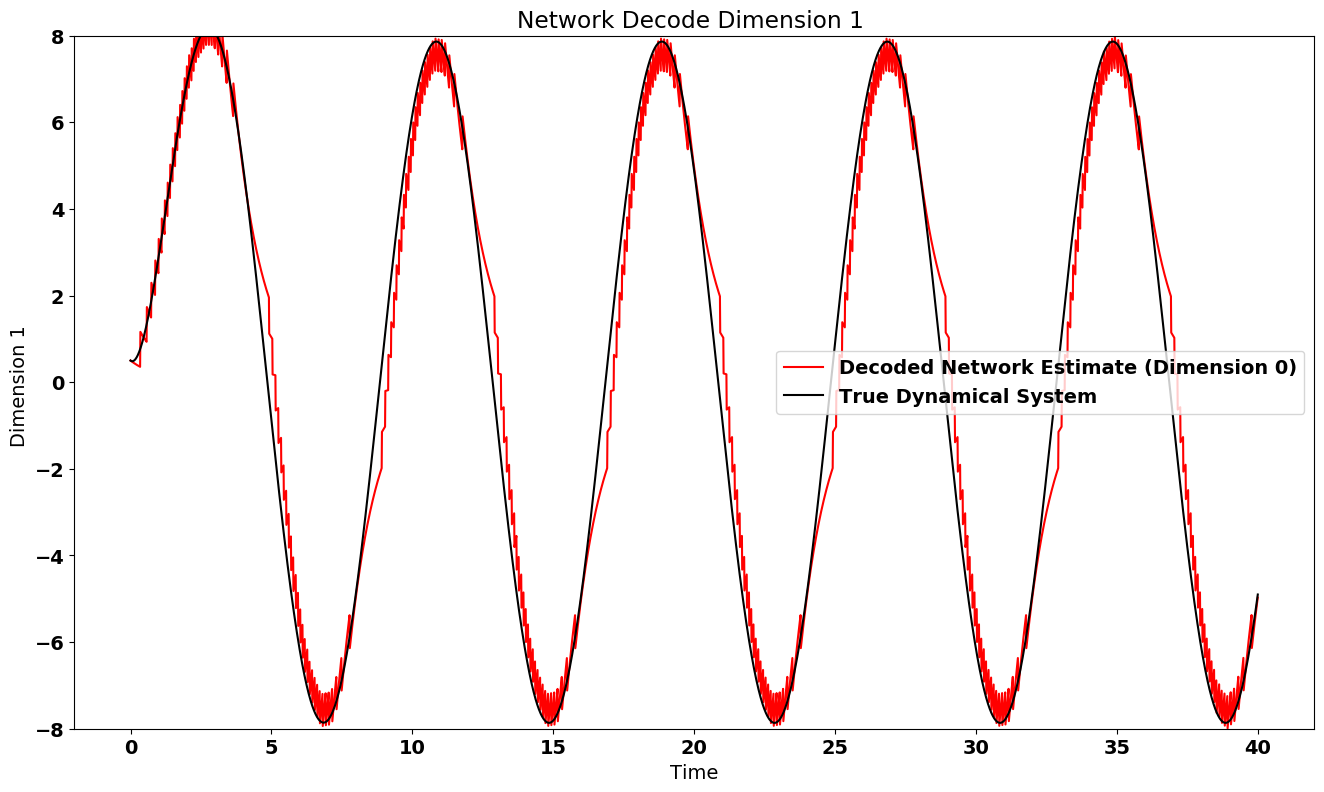 Network Decode Dimension 1
8
6
4
2
0
−2
−4
−6
−8
Dimension 1
Decoded Network Estimate (Dimension 0)
True Dynamical System
0 5 10 15 20 25 30 35 40
Time